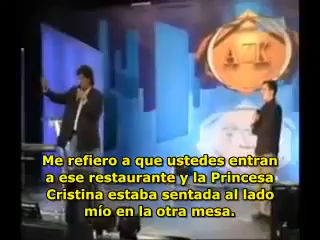 Me refiero a que ustedes entran
a ese restaurante y la Princesa
Cristina estaba sentada al lado
mío en la otra mesa.